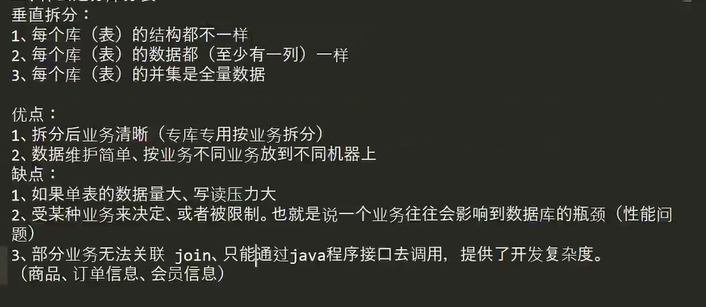 垂直拆分：
1、每个库（表）的结构都不一样
2、每个库（表）的数据都（至少有一列）一样
3、每个库（表）的并集是全量数据
优点：
1、拆分后业务清晰（专库专用按业务拆分）
2、数据维护简单、按业务不同业务放到不同机器上
缺点：
1、如果单表的数据量大、写读压力大
2、受某种业务来决定、或者被限制。也就是说一个业务往往会影响到数据库的瓶颈（性能问
题）
3、部分业务无法关联 join、只能通过java程序接口去调用，提供了开发复杂度。
（商品、订单信息、会员信息）